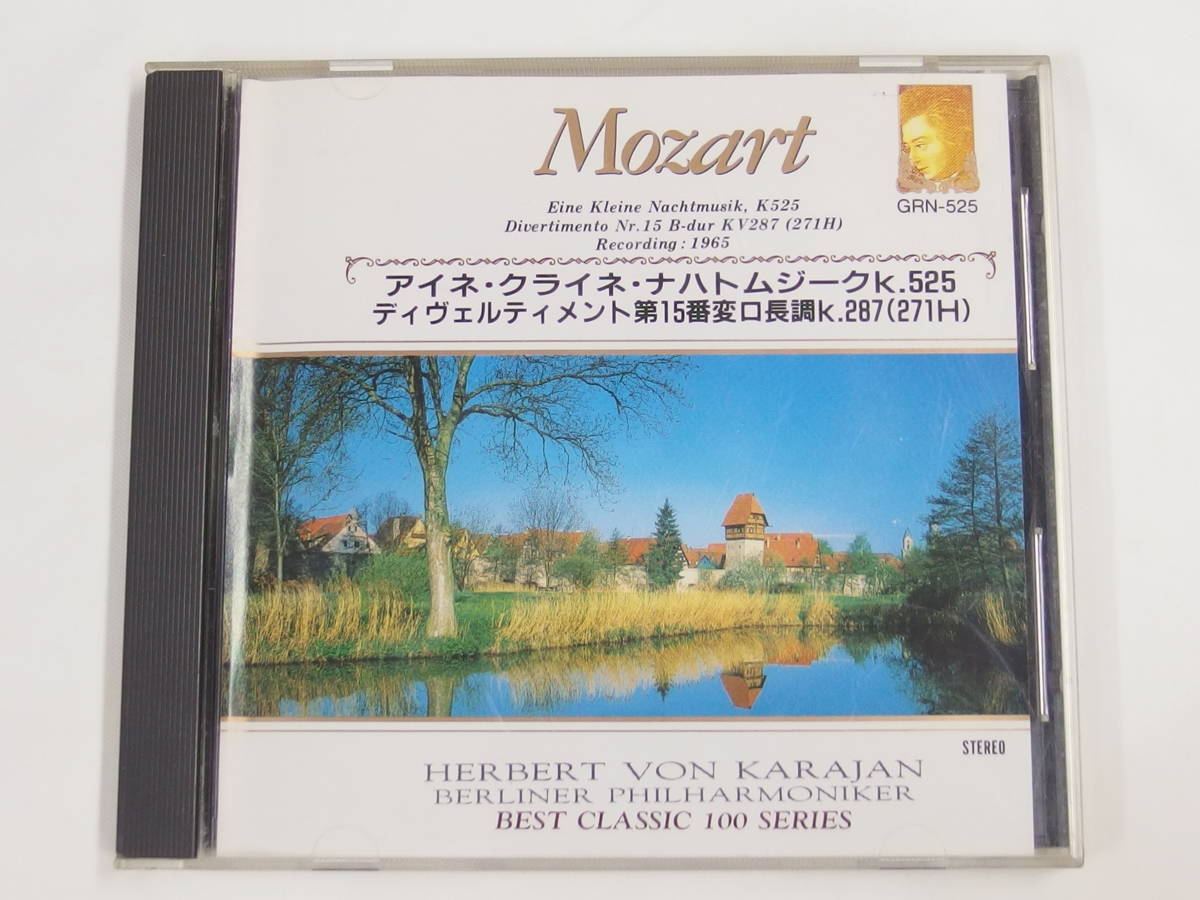 Mozart
GRN-525
Eine Kleine Nachtmusik, K525
Divertimento Nr.15 B-dur KV287 (271H)
Recording : 1965
アイネ・クライネ・ナハトムジークk.525
ディヴェルティメント第15番変ロ長調k.287(271H)
STEREO
HERBERT VON KARAJAN
BERLINER PHILHARMONIKER
BEST CLASSIC 100 SERIES